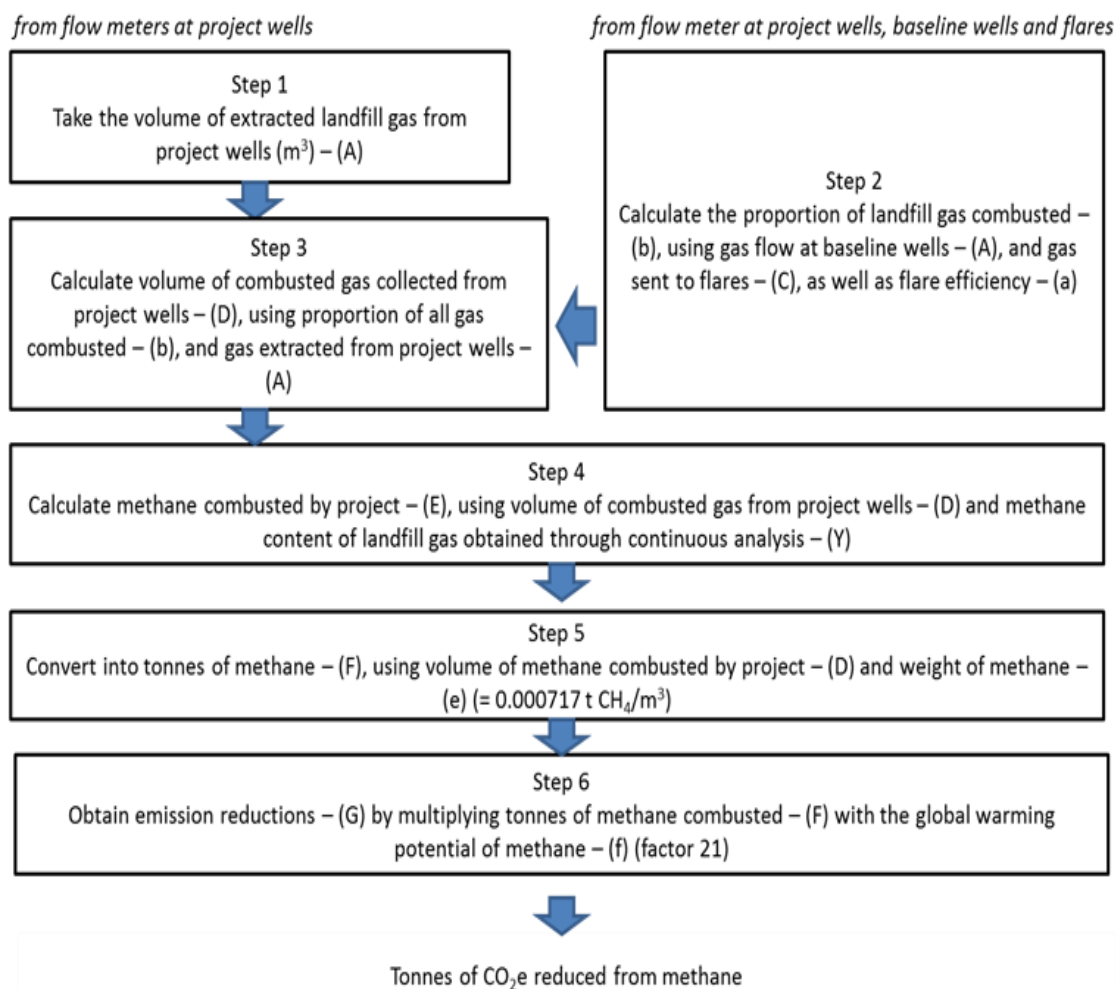 from flow meters at project wells
from flow meter at project wells, baseline wells and flares
Step 1
Take the volume of extracted landfill gas from
project wells (m³) – (A)
Step 2
Calculate the proportion of landfill gas combusted –
(b), using gas flow at baseline wells – (A), and gas
sent to flares – (C), as well as flare efficiency – (a)
Step 3
Calculate volume of combusted gas collected from
project wells – (D), using proportion of all gas
combusted – (b), and gas extracted from project wells –
(A)
Step 4
Calculate methane combusted by project – (E), using volume of combusted gas from project wells – (D) and methane
content of landfill gas obtained through continuous analysis – (Y)
Step 5
Convert into tonnes of methane – (F), using volume of methane combusted by project – (D) and weight of methane –
(e) (= 0.000717 t CH₄/m³)
Step 6
Obtain emission reductions – (G) by multiplying tonnes of methane combusted – (F) with the global warming
potential of methane – (f) (factor 21)
Tonnes of CO₂e reduced from methane